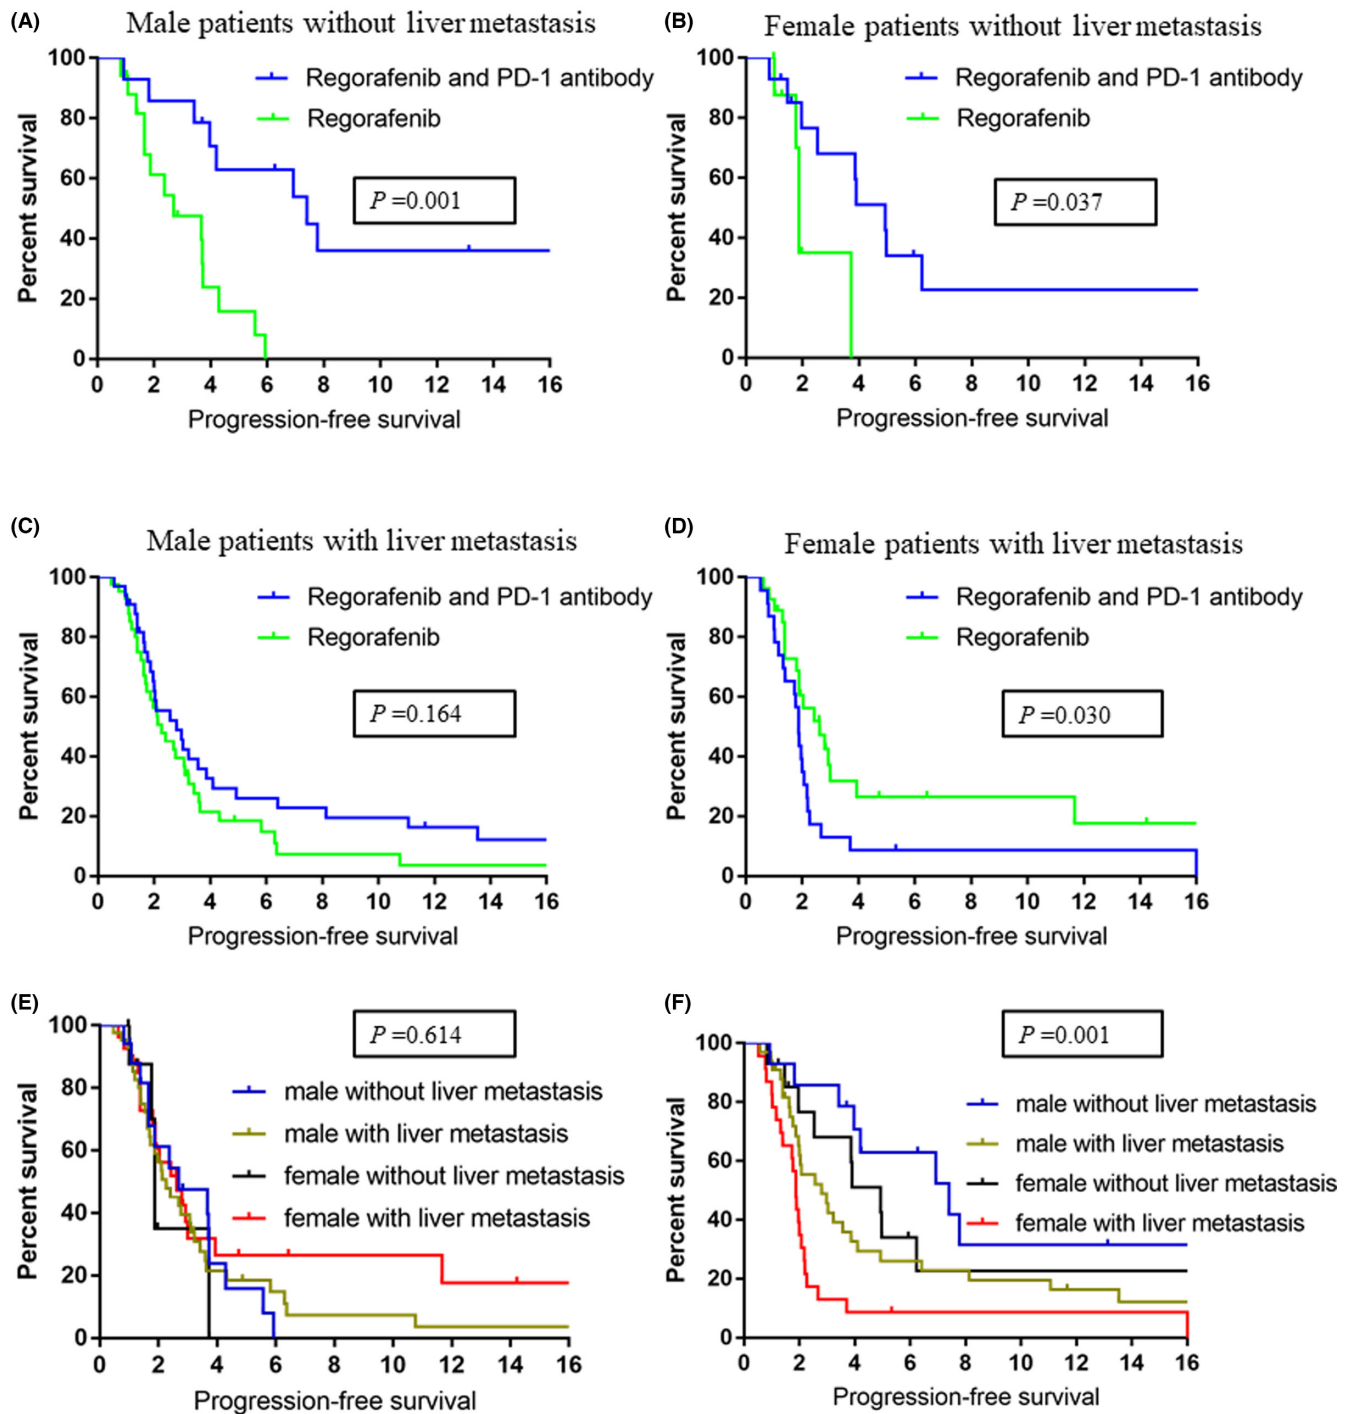 (A)
Male patients without liver metastasis
Percent survival
100
80
60
40
20
0
Regorafenib and PD-1 antibody
Regorafenib
P =0.001
0 2 4 6 8 10 12 14 16
Progression-free survival
(B)
Female patients without liver metastasis
Percent survival
100
80
60
40
20
0
Regorafenib and PD-1 antibody
Regorafenib
P =0.037
0 2 4 6 8 10 12 14 16
Progression-free survival
(C)
Male patients with liver metastasis
Percent survival
100
80
60
40
20
0
Regorafenib and PD-1 antibody
Regorafenib
P =0.164
0 2 4 6 8 10 12 14 16
Progression-free survival
(D)
Female patients with liver metastasis
Percent survival
100
80
60
40
20
0
Regorafenib and PD-1 antibody
Regorafenib
P =0.030
0 2 4 6 8 10 12 14 16
Progression-free survival
(E)
P =0.614
Percent survival
100
80
60
40
20
0
male without liver metastasis
male with liver metastasis
female without liver metastasis
female with liver metastasis
0 2 4 6 8 10 12 14 16
Progression-free survival
(F)
P =0.001
Percent survival
100
80
60
40
20
0
male without liver metastasis
male with liver metastasis
female without liver metastasis
female with liver metastasis
0 2 4 6 8 10 12 14 16
Progression-free survival